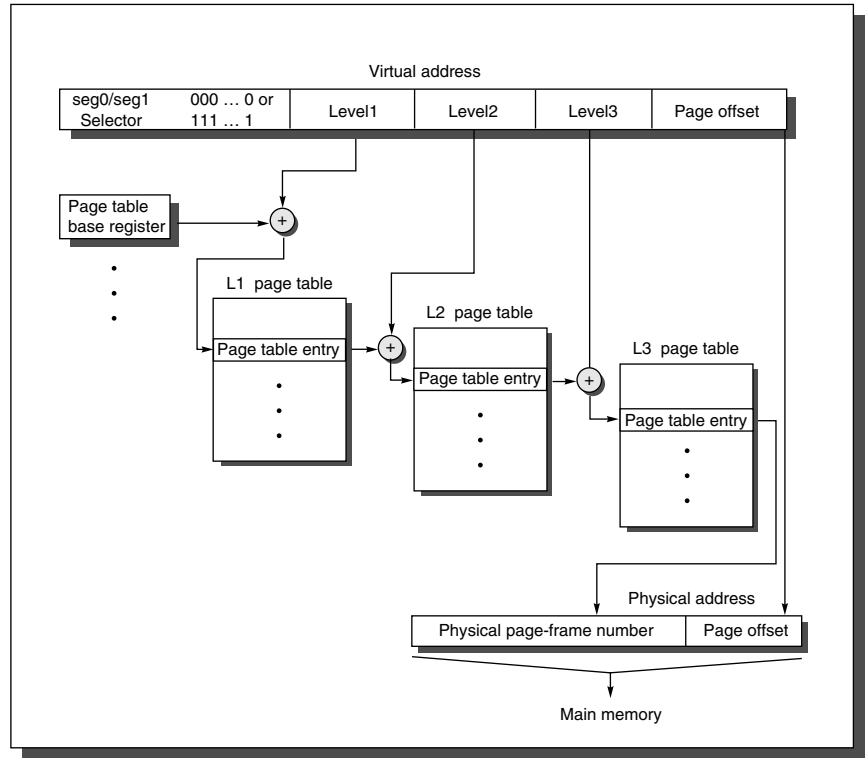 Virtual address
seg0/seg1 000 … 0 or
Selector 111 … 1
Level1
Level2
Level3
Page offset
Page table
base register
+
L1 page table
Page table entry
+
L2 page table
Page table entry
+
L3 page table
Page table entry
Physical address
Physical page-frame number
Page offset
Main memory